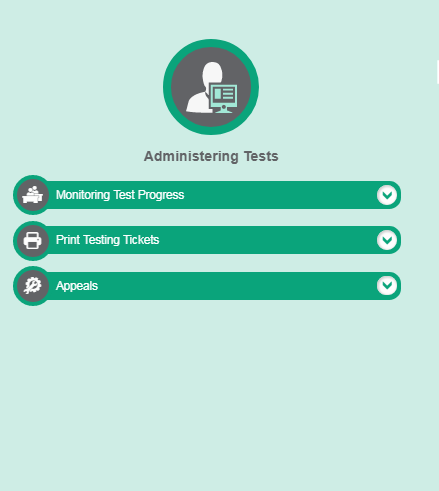 Administering Tests
Monitoring Test Progress
Print Testing Tickets
Appeals